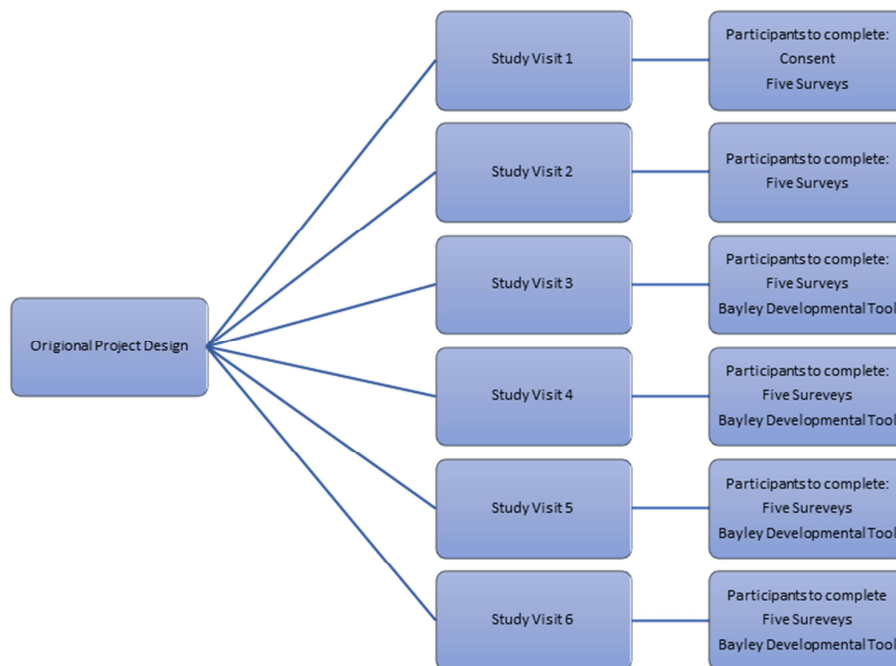 Origional Project Design
Study Visit 1
Participants to complete:
Consent
Five Surveys
Study Visit 2
Participants to complete:
Five Surveys
Study Visit 3
Participants to complete:
Five Surveys
Bayley Developmental Tool
Study Visit 4
Participants to complete:
Five Sureveys
Bayley Developmental Tool
Study Visit 5
Participants to complete:
Five Sureveys
Bayley Developmental Tool
Study Visit 6
Participants to complete
Five Sureveys
Bayley Developmental Tool